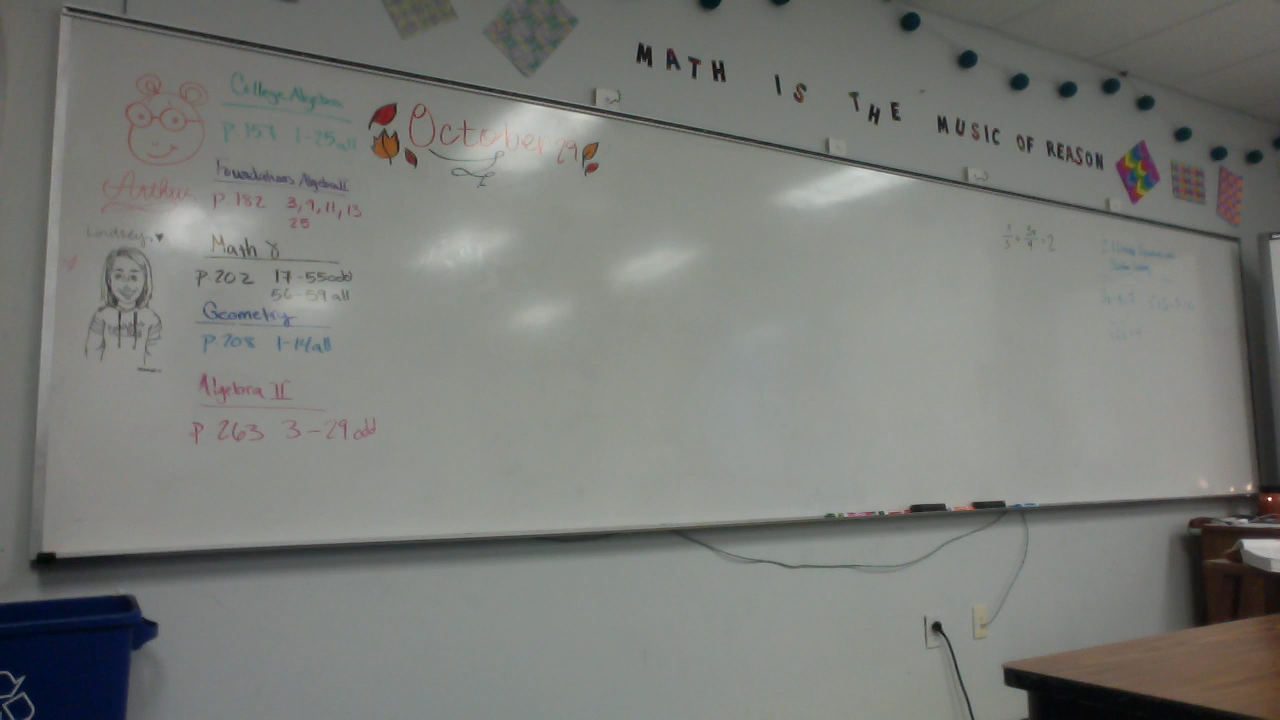 MATH IS THE MUSIC OF REASON
October 29
College Algebra
p 157 1-25 all
Foundations Algebra II
p 182 3, 9, 11, 13
25
Arthur
Lindsey ♥
Math 8
p 202 17-55 odd
56-59 all
Geometry
p. 208 1-14 all
Algebra II
p 263 3-29 odd